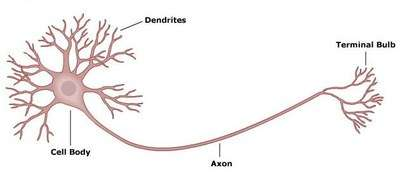 Dendrites
Terminal Bulb
Cell Body
Axon